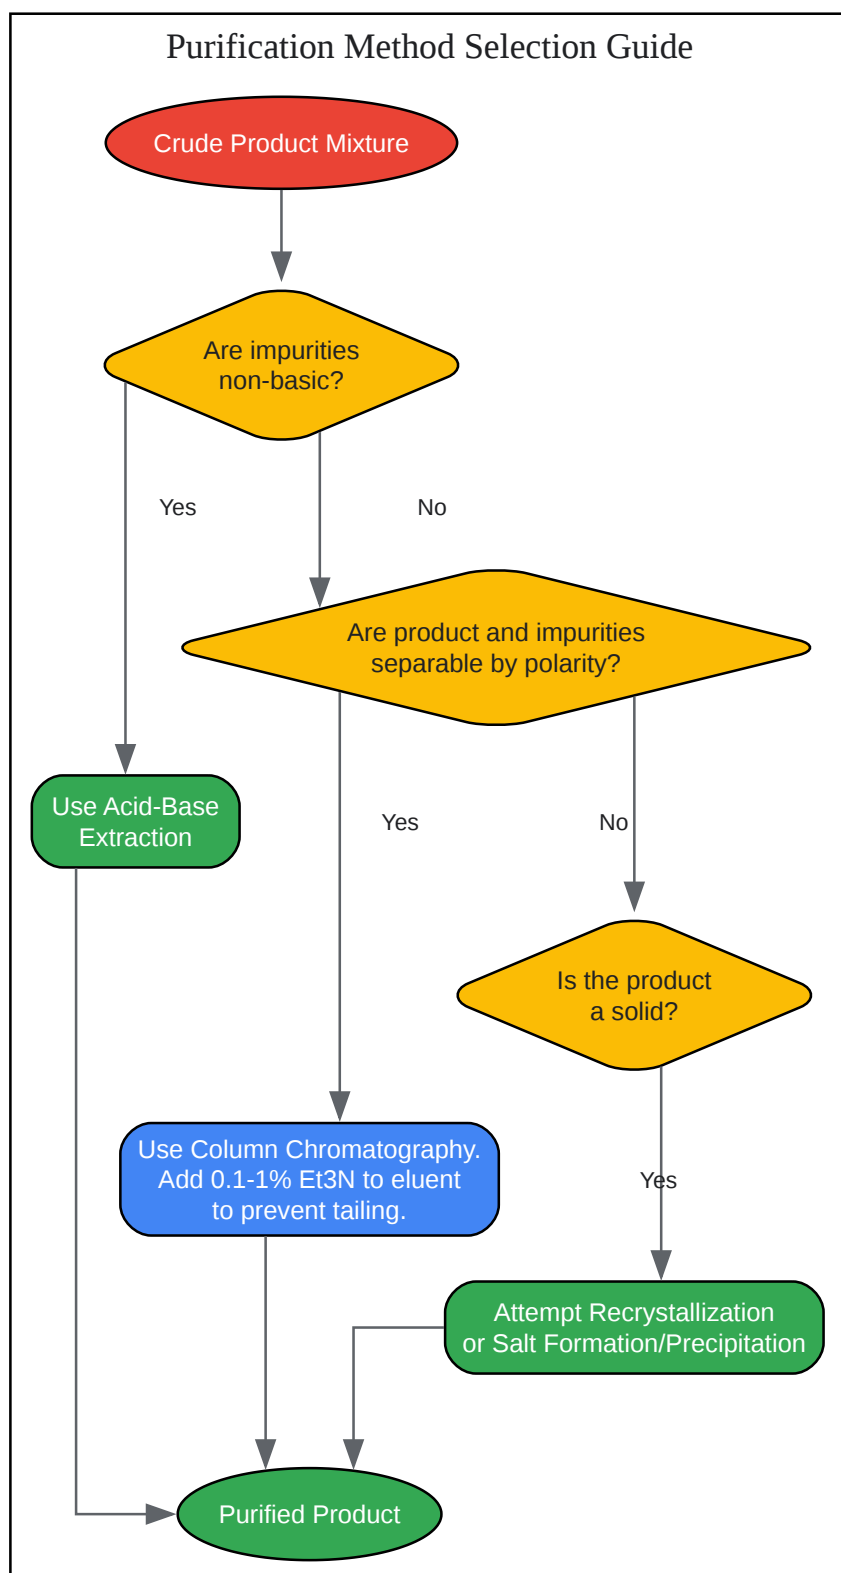 Purification Method Selection Guide
Crude Product Mixture
Are impurities
non-basic?
Yes
No
Are product and impurities
separable by polarity?
Use Acid-Base
Extraction
Yes
No
Is the product
a solid?
Use Column Chromatography.
Add 0.1-1% Et3N to eluent
to prevent tailing.
Yes
Attempt Recrystallization
or Salt Formation/Precipitation
Purified Product